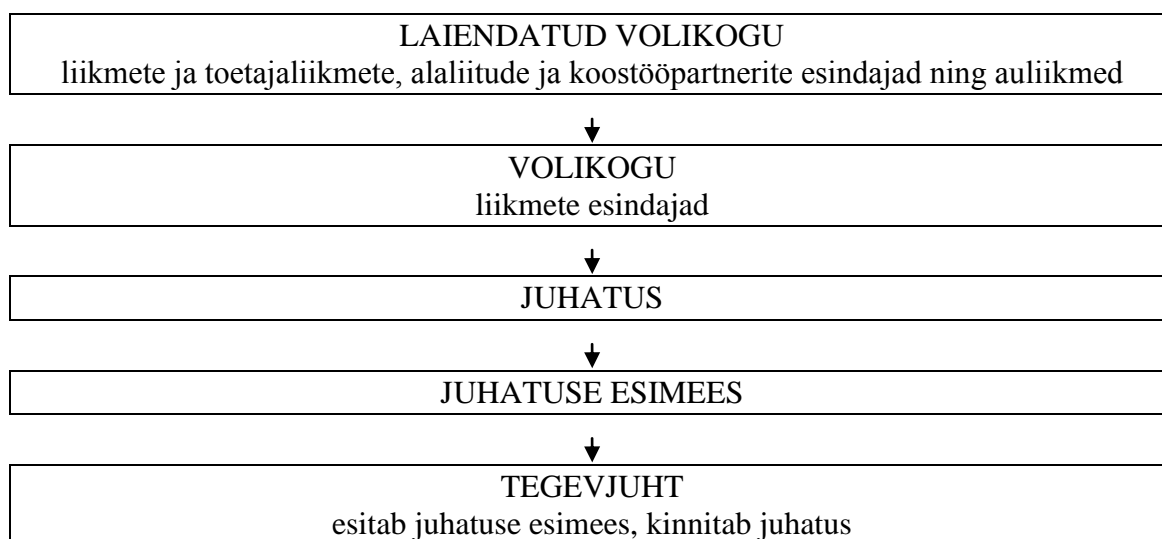 LAIENDATUD VOLIKOGU
liikmete ja toetajaliikmete, alaliitude ja koostööpartnerite esindajad ning auliikmed
VOLIKOGU
liikmete esindajad
JUHATUS
JUHATUSE ESIMEES
TEGEVJUHT
esitab juhatuse esimees, kinnitab juhatus